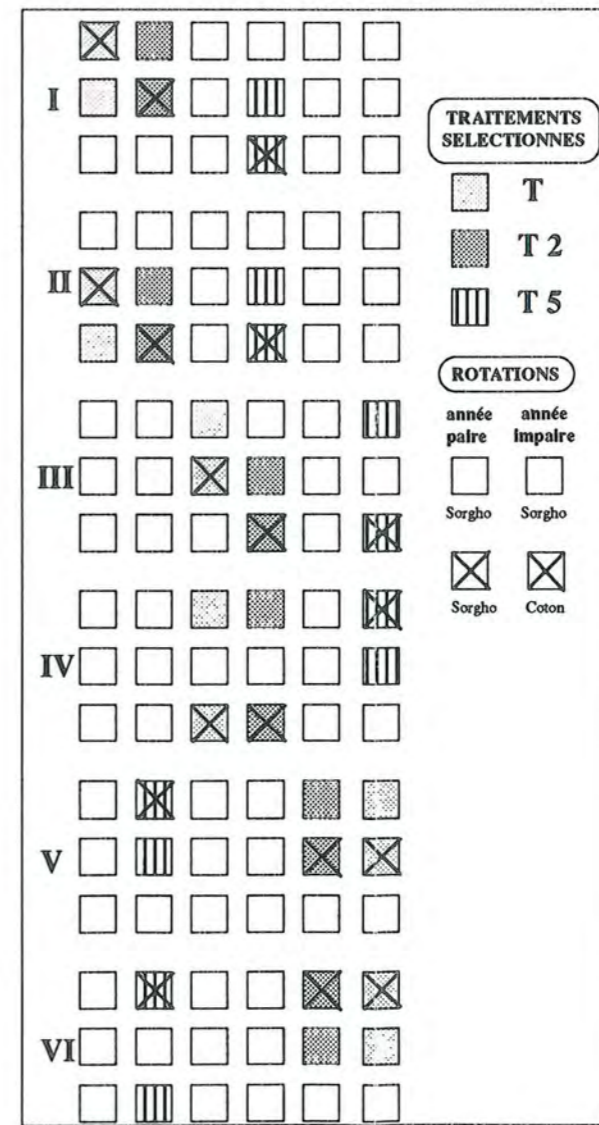 I
II
III
IV
V
VI
TRAITEMENTS
SELECTIONNES
T
T 2
T 5
ROTATIONS
année année
paire impaire
Sorgho Sorgho
Sorgho Coton